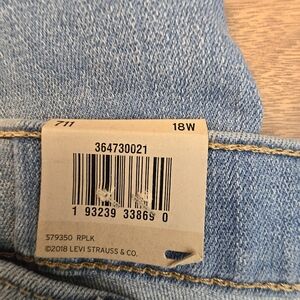 711 18W
364730021
1 93239 33869 0
579350 RPLK
©2018 LEVI STRAUSS & CO.